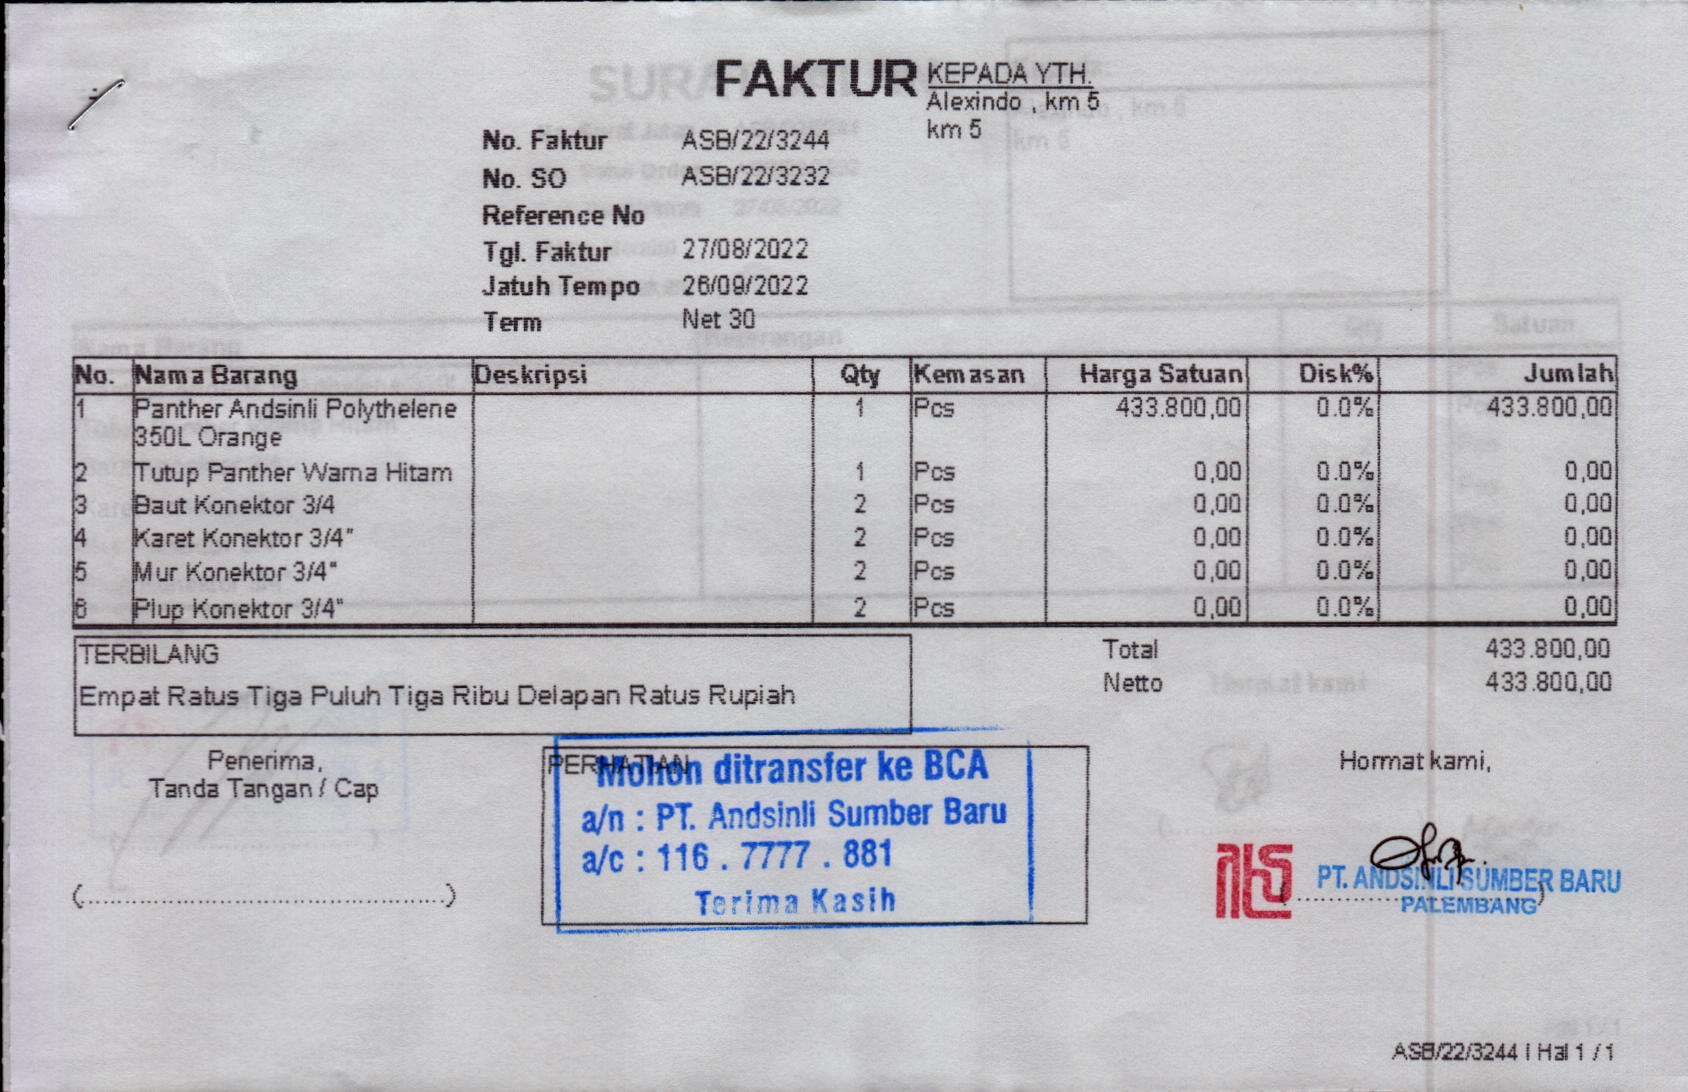 FAKTUR
KEPADA YTH.
Alexindo , km 5
km 5
No. Faktur ASB/22/3244
No. SO ASB/22/3232
Reference No
Tgl. Faktur 27/08/2022
Jatuh Tempo 26/09/2022
Term Net 30
No. Nama Barang Deskripsi Qty Kemasan Harga Satuan Disk% Jumlah
1 Panther Andsinli Polythelene 1 Pcs 433.800,00 0.0% 433.800,00
350L Orange
2 Tutup Panther Warna Hitam 1 Pcs 0,00 0.0% 0,00
3 Baut Konektor 3/4 2 Pcs 0,00 0.0% 0,00
4 Karet Konektor 3/4" 2 Pcs 0,00 0.0% 0,00
5 Mur Konektor 3/4" 2 Pcs 0,00 0.0% 0,00
6 Plup Konektor 3/4" 2 Pcs 0,00 0.0% 0,00
TERBILANG
Empat Ratus Tiga Puluh Tiga Ribu Delapan Ratus Rupiah
Total 433.800,00
Netto 433.800,00
Penerima,
Tanda Tangan / Cap
(..............................................)
PERHATIAN
Mohon ditransfer ke BCA
a/n : PT. Andsinli Sumber Baru
a/c : 116 . 7777 . 881
Terima Kasih
Hormat kami,
PT. ANDSINLI SUMBER BARU
PALEMBANG
ASB/22/3244 | Hal 1 / 1